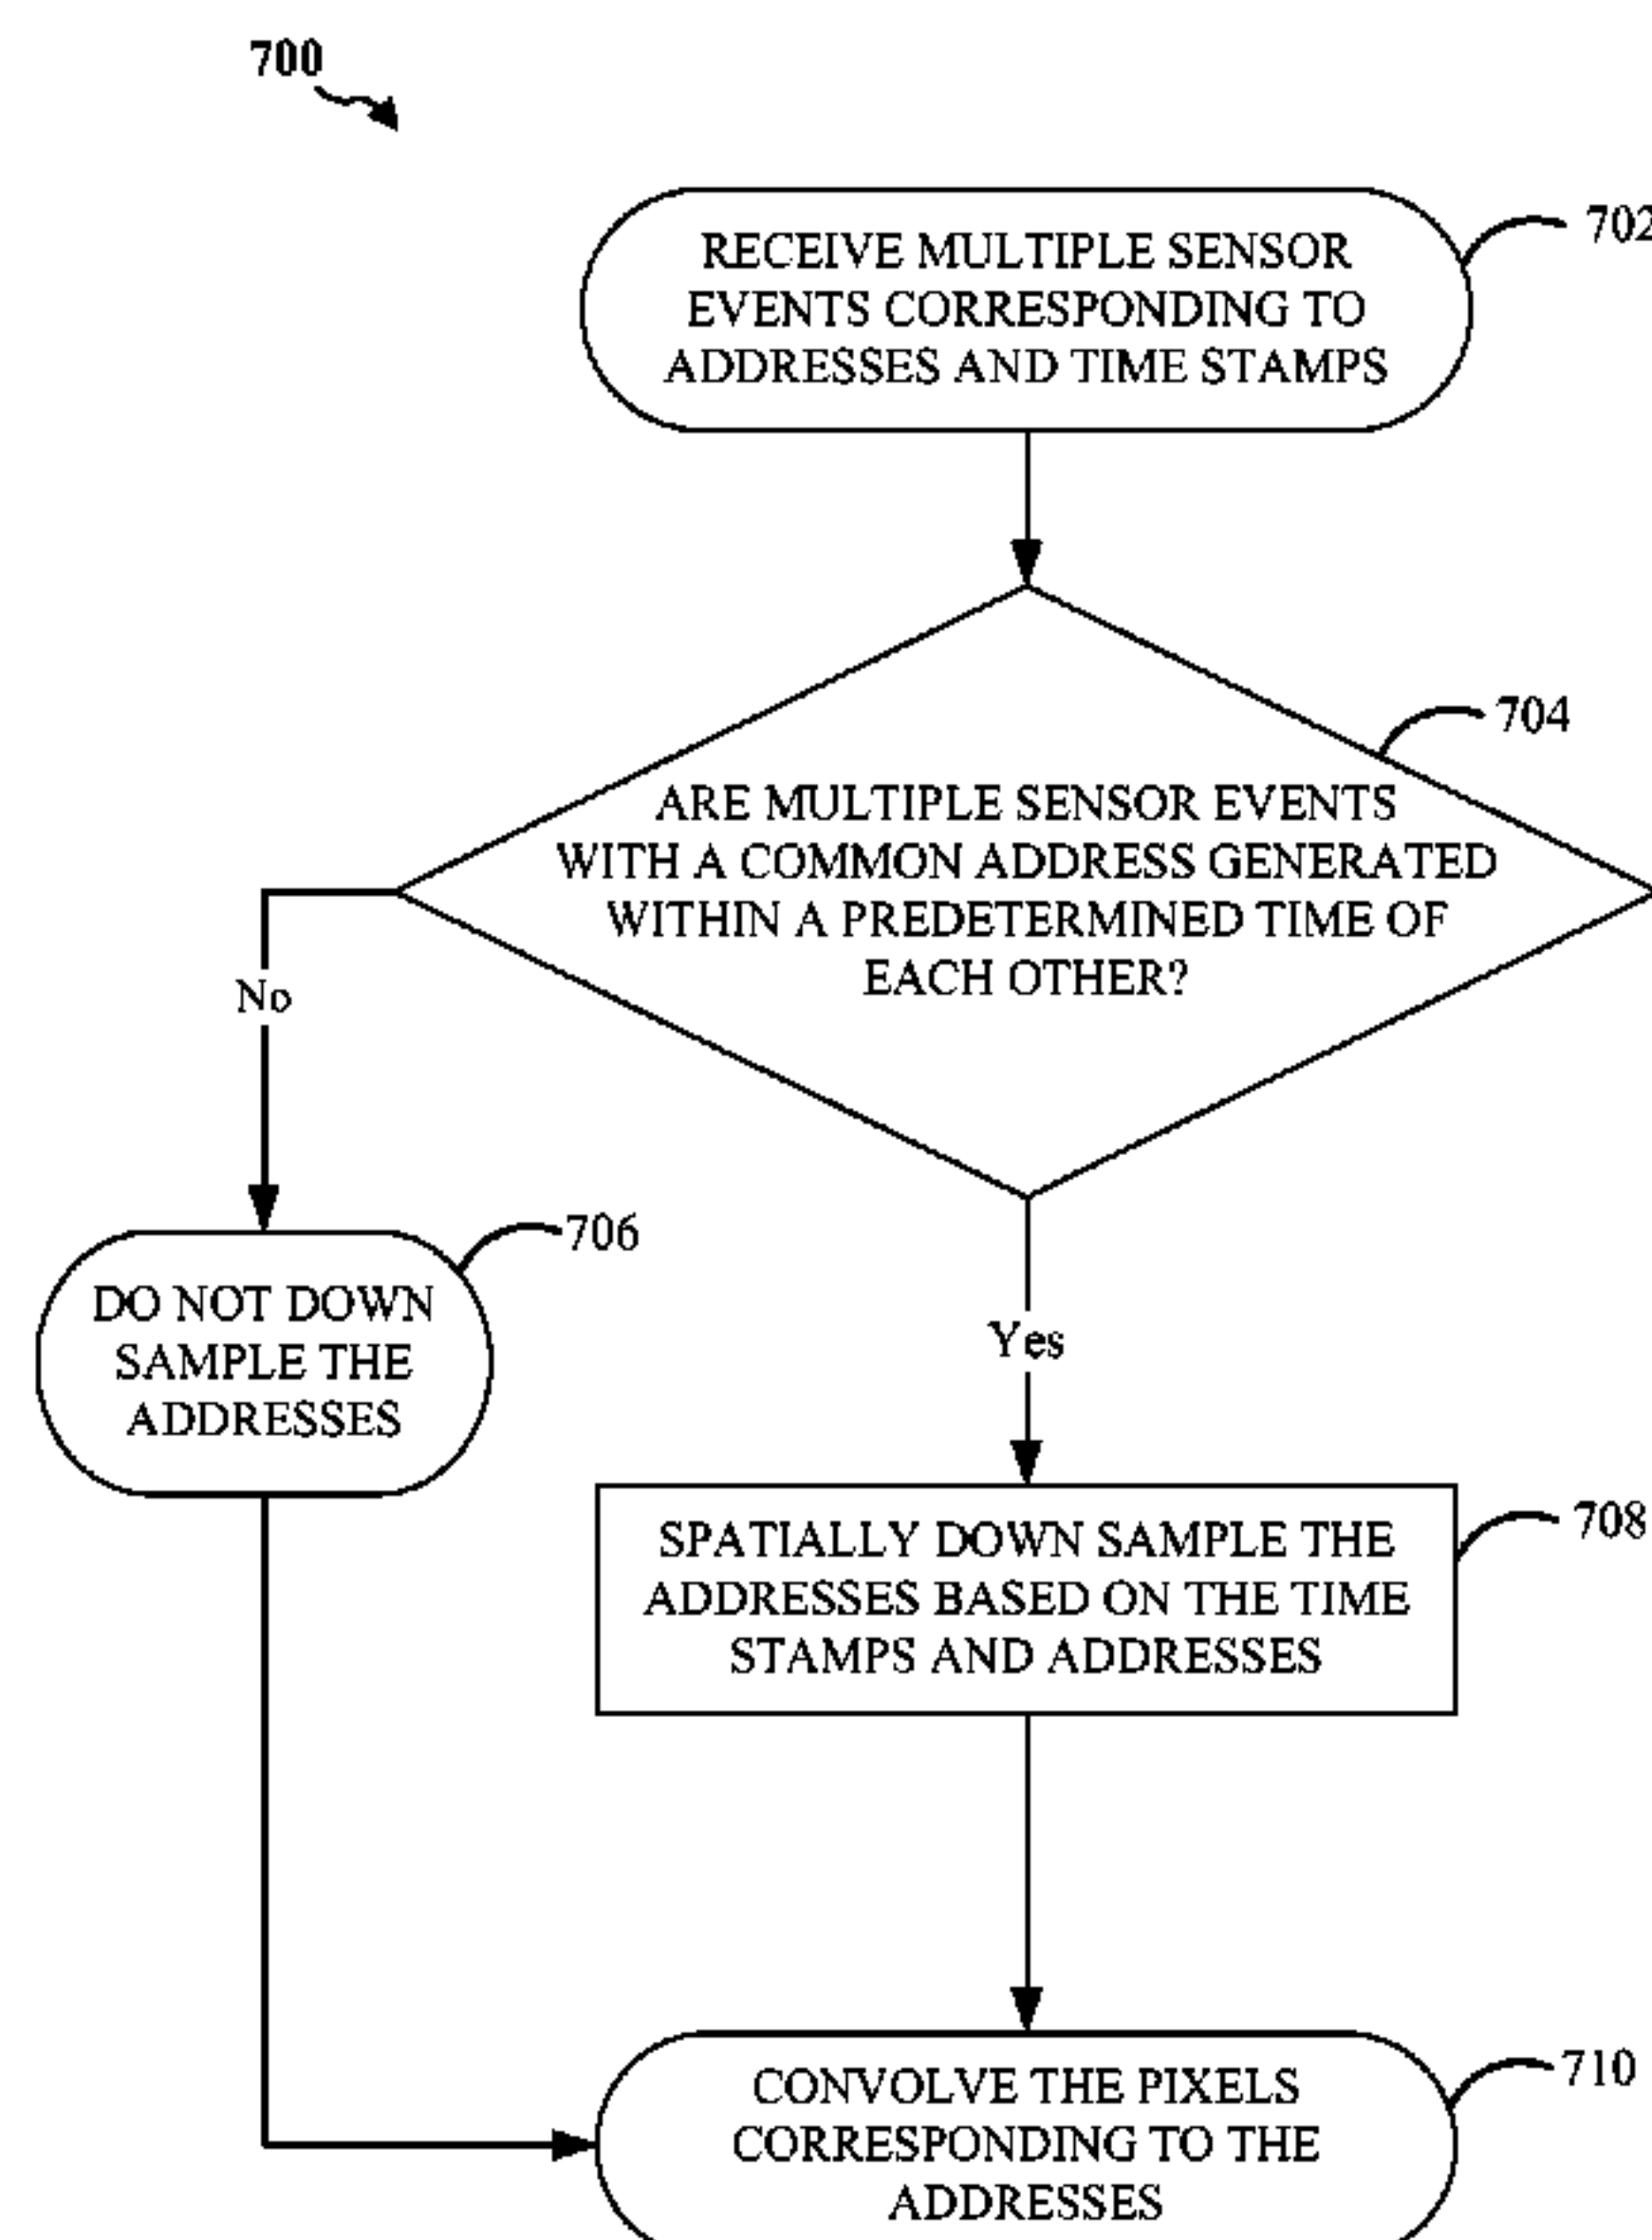 700
RECEIVE MULTIPLE SENSOR
EVENTS CORRESPONDING TO
ADDRESSES AND TIME STAMPS
702
704
ARE MULTIPLE SENSOR EVENTS
WITH A COMMON ADDRESS GENERATED
WITHIN A PREDETERMINED TIME OF
EACH OTHER?
No
706
DO NOT DOWN
SAMPLE THE
ADDRESSES
Yes
708
SPATIALLY DOWN SAMPLE THE
ADDRESSES BASED ON THE TIME
STAMPS AND ADDRESSES
710
CONVOLVE THE PIXELS
CORRESPONDING TO THE
ADDRESSES